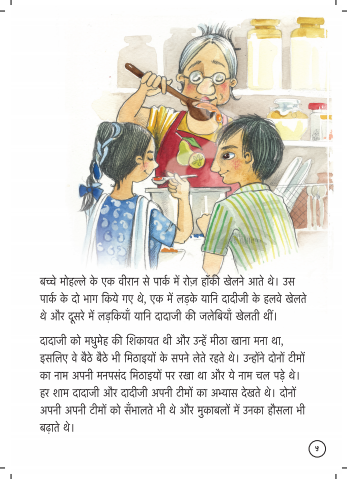 बच्चे मोहल्ले के एक वीरान से पार्क में रोज़ हॉकी खेलने आते थे। उस
पार्क के दो भाग किये गए थे, एक में लड़के यानि दादीजी के हलवे खेलते
थे और दूसरे में लड़कियाँ यानि दादाजी की जलेबियाँ खेलती थीं।
दादाजी को मधुमेह की शिकायत थी और उन्हें मीठा खाना मना था,
इसलिए वे बैठे बैठे भी मिठाइयों के सपने लेते रहते थे। उन्होंने दोनों टीमों
का नाम अपनी मनपसंद मिठाइयों पर रखा था और ये नाम चल पड़े थे।
हर शाम दादाजी और दादीजी अपनी टीमों का अभ्यास देखते थे। दोनों
अपनी अपनी टीमों को सँभालते भी थे और मुकाबलों में उनका हौसला भी
बढ़ाते थे।
५